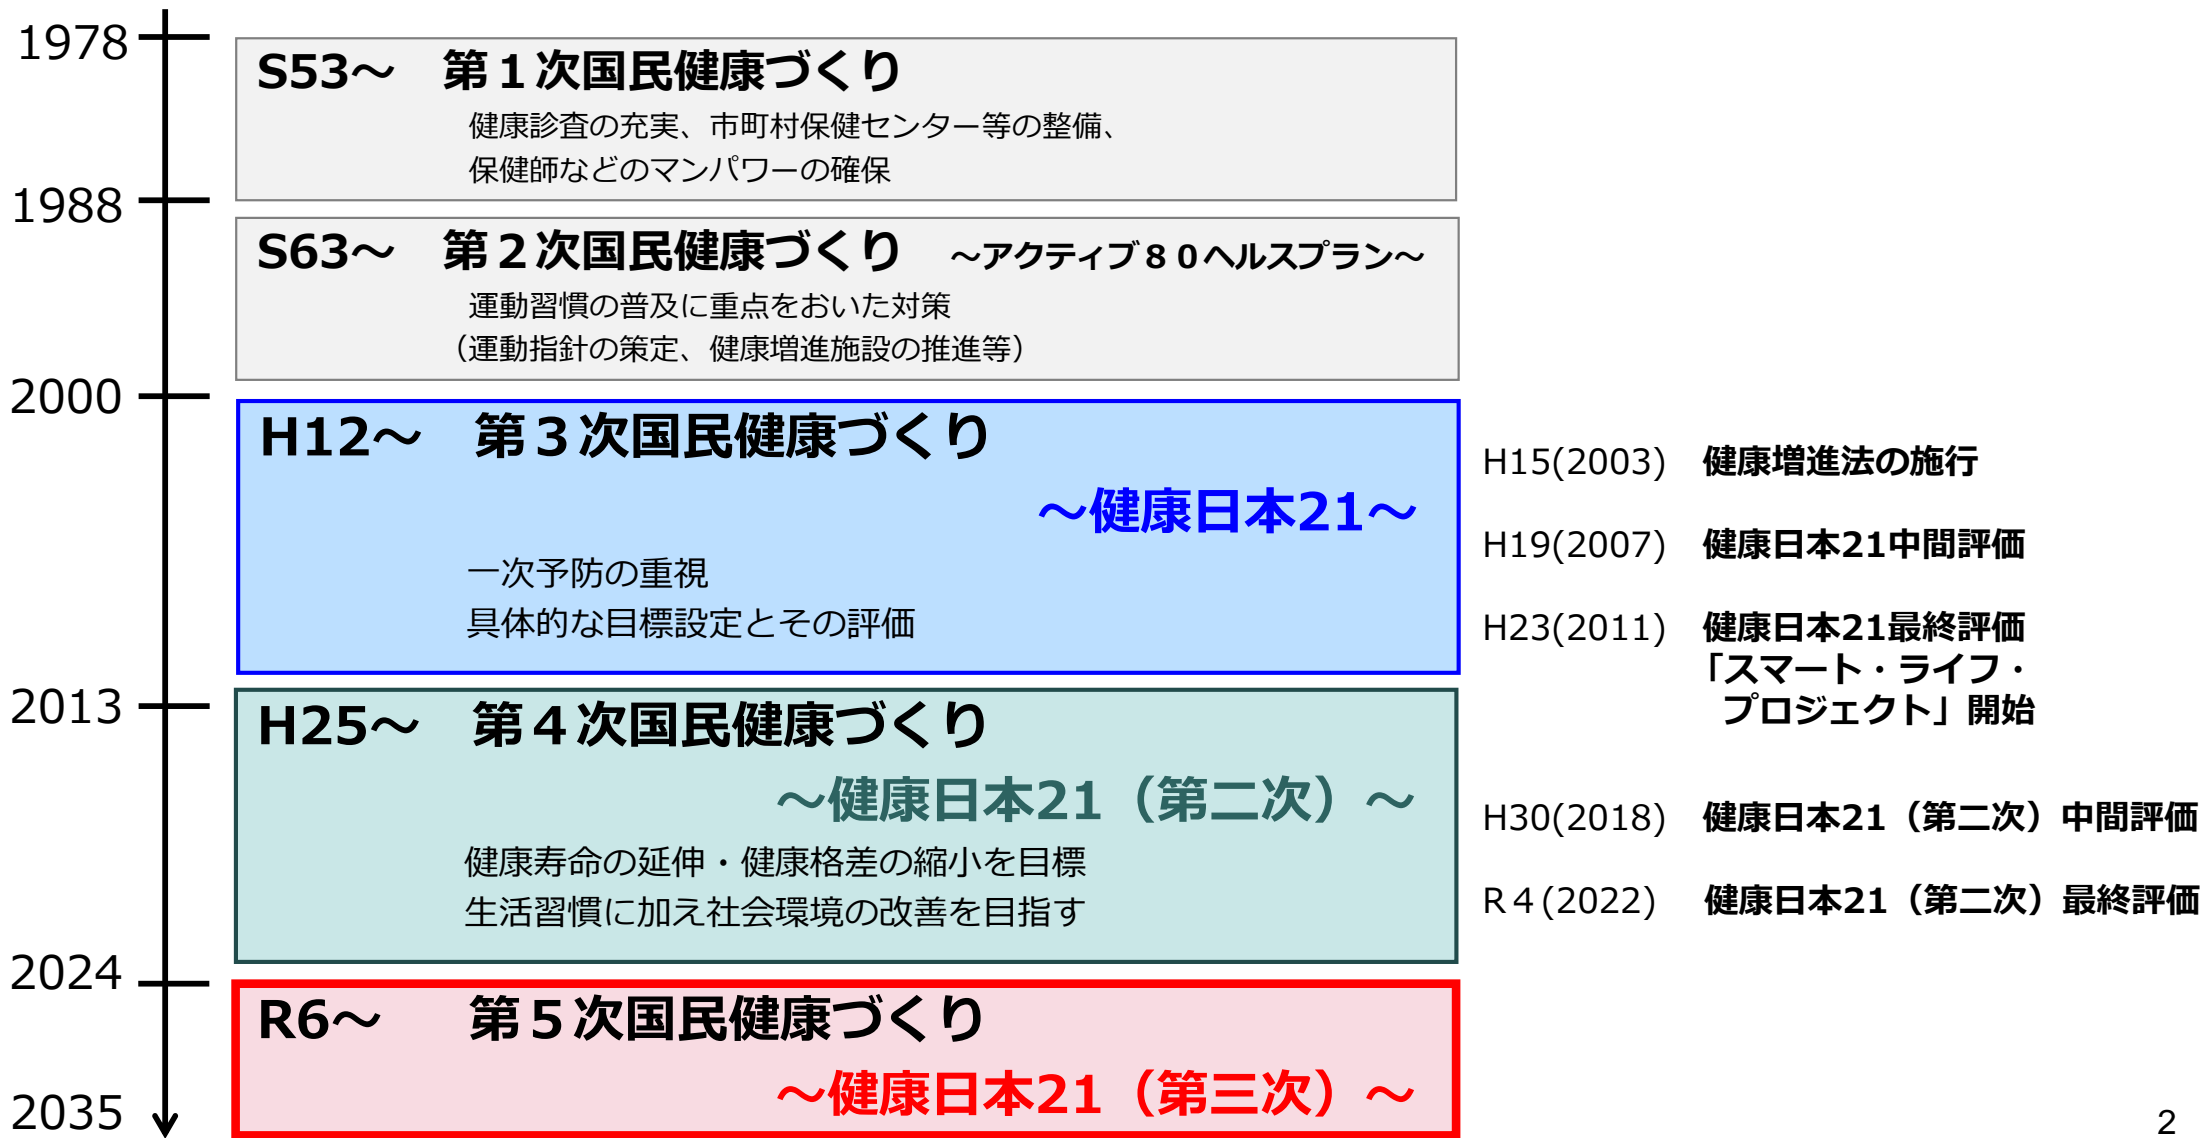 1978
S53～　第１次国民健康づくり
健康診査の充実、市町村保健センター等の整備、
保健師などのマンパワーの確保
1988
S63～　第２次国民健康づくり　～アクティブ８０ヘルスプラン～
運動習慣の普及に重点をおいた対策
（運動指針の策定、健康増進施設の推進等）
2000
H12～　第３次国民健康づくり
～健康日本21～
一次予防の重視
具体的な目標設定とその評価
H15(2003)　健康増進法の施行
H19(2007)　健康日本21中間評価
H23(2011)　健康日本21最終評価
「スマート・ライフ・
プロジェクト」開始
2013
H25～　第４次国民健康づくり
～健康日本21（第二次）～
健康寿命の延伸・健康格差の縮小を目標
生活習慣に加え社会環境の改善を目指す
H30(2018)　健康日本21（第二次）中間評価
R４(2022)　健康日本21（第二次）最終評価
2024
R6～　第５次国民健康づくり
～健康日本21（第三次）～
2035
2